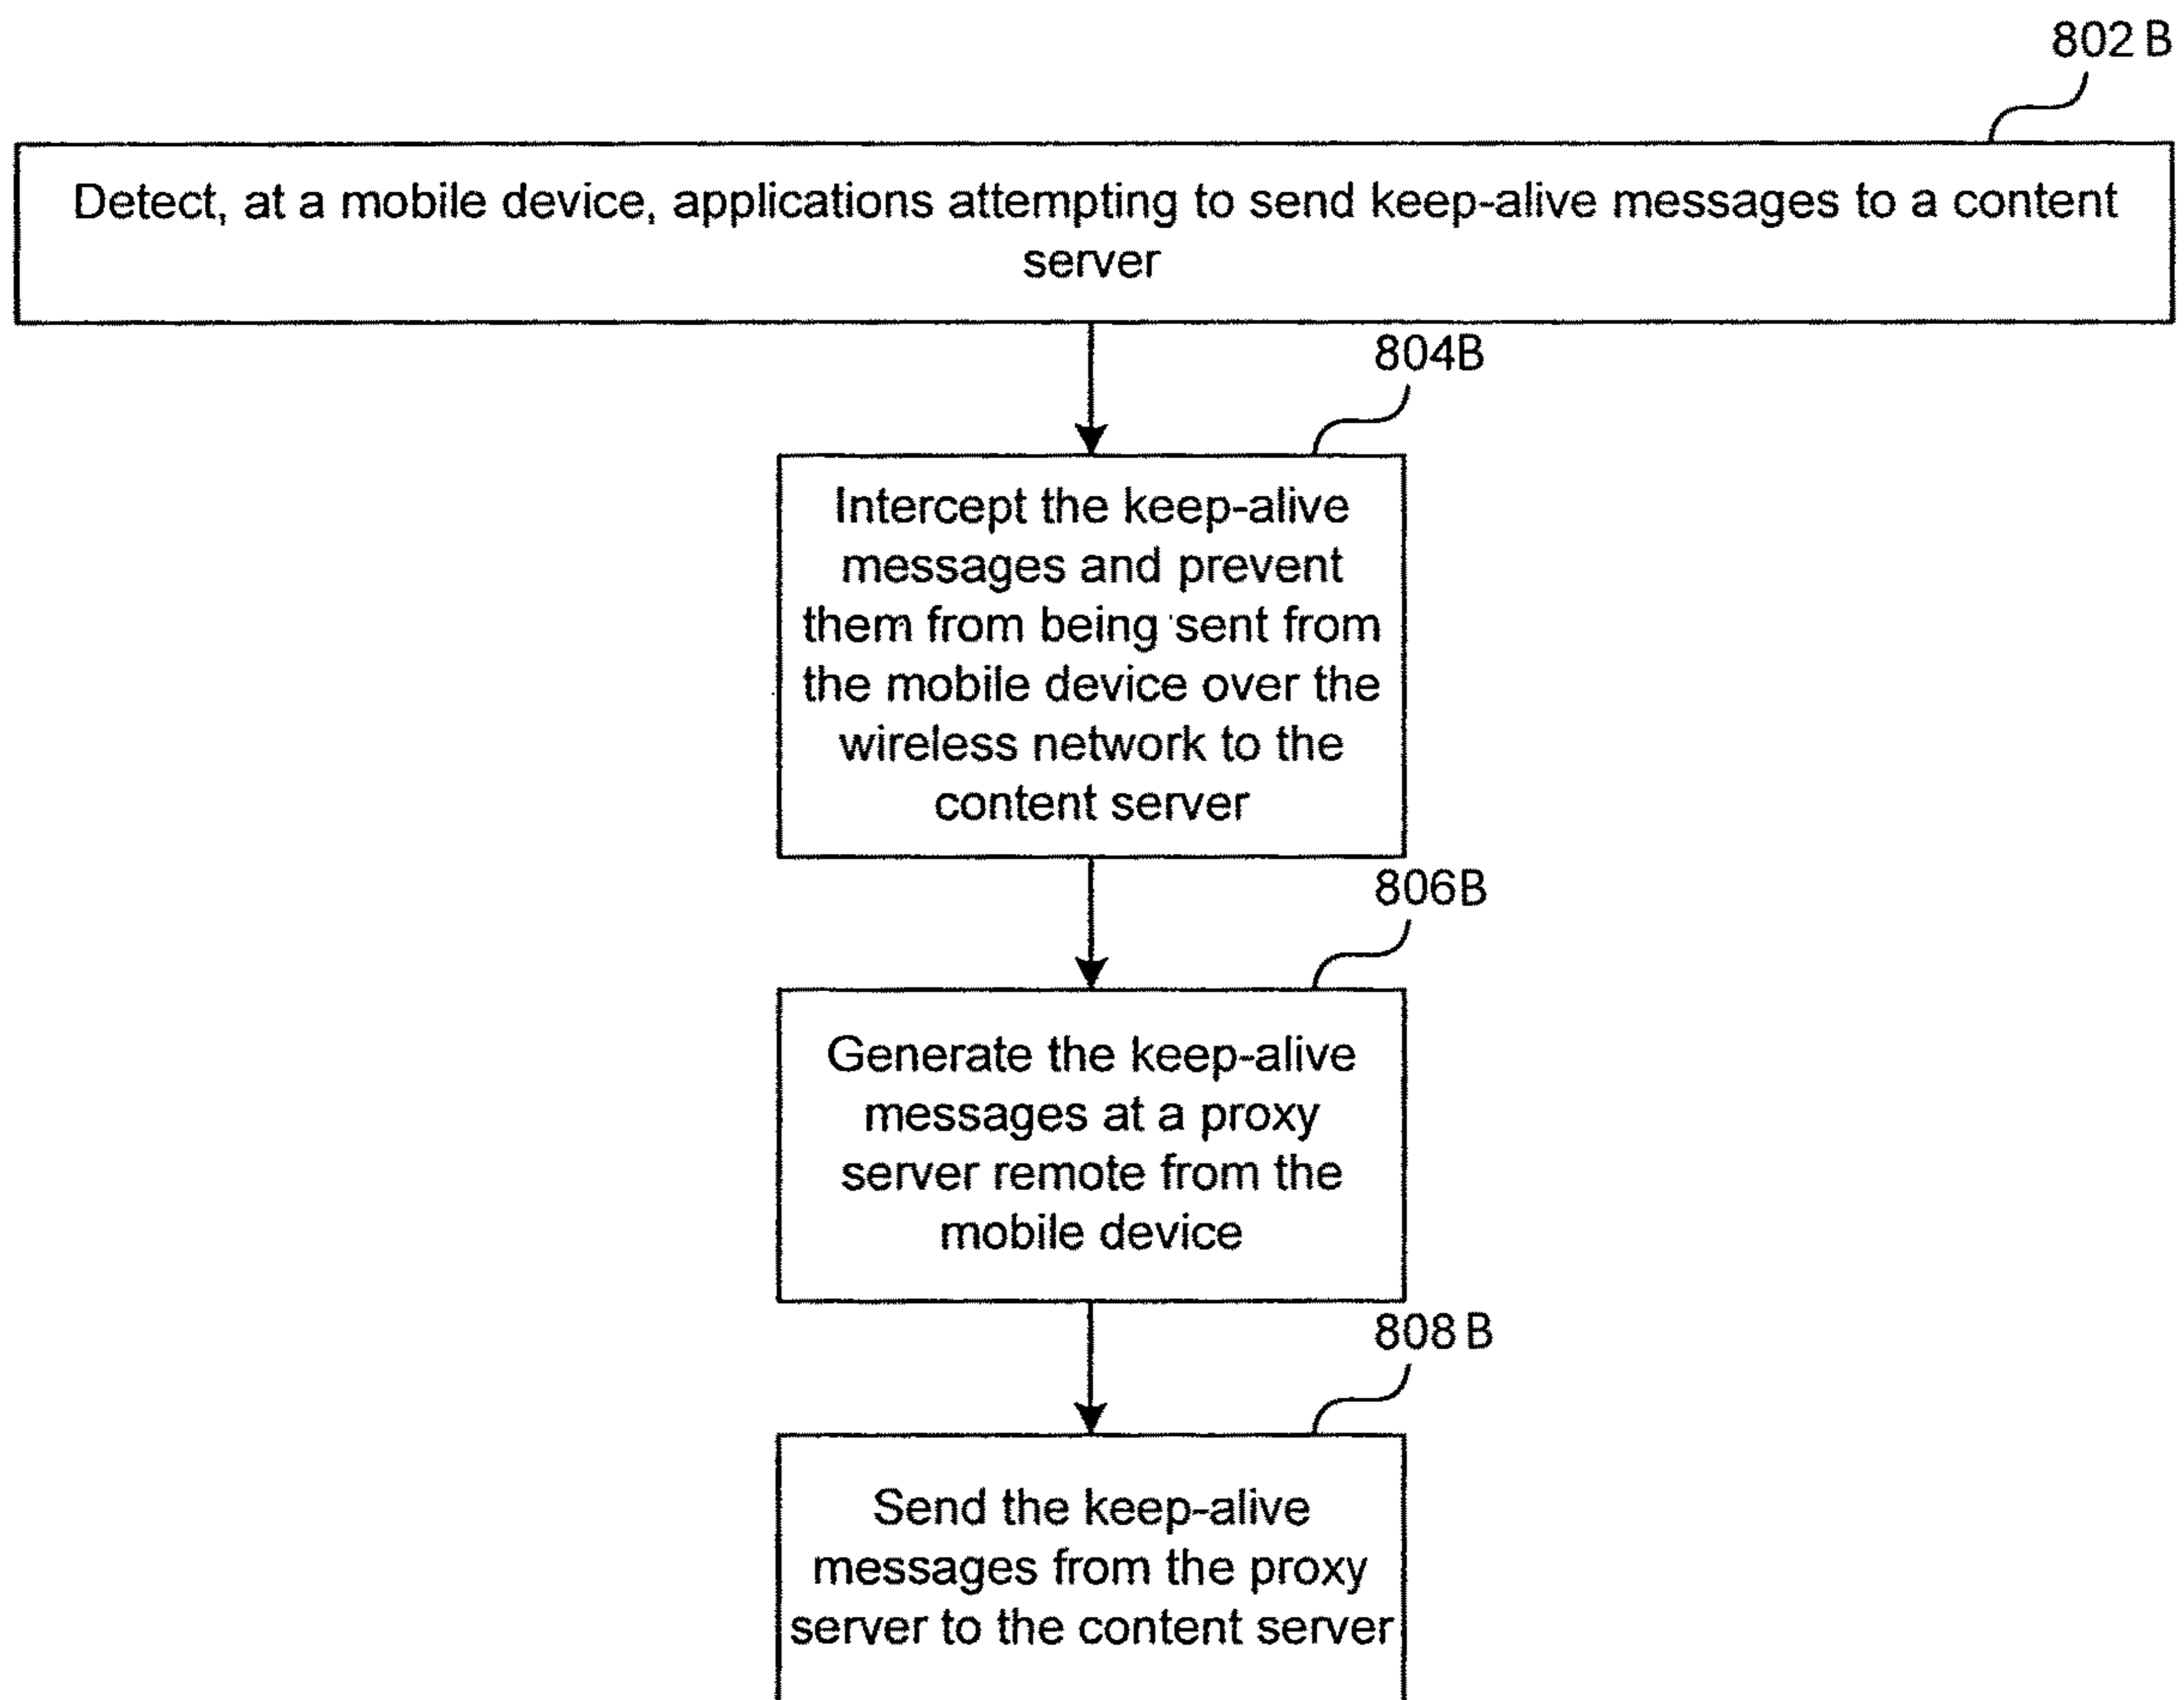 802 B
Detect, at a mobile device, applications attempting to send keep-alive messages to a content
server
804B
Intercept the keep-alive
messages and prevent
them from being sent from
the mobile device over the
wireless network to the
content server
806B
Generate the keep-alive
messages at a proxy
server remote from the
mobile device
808 B
Send the keep-alive
messages from the proxy
server to the content server